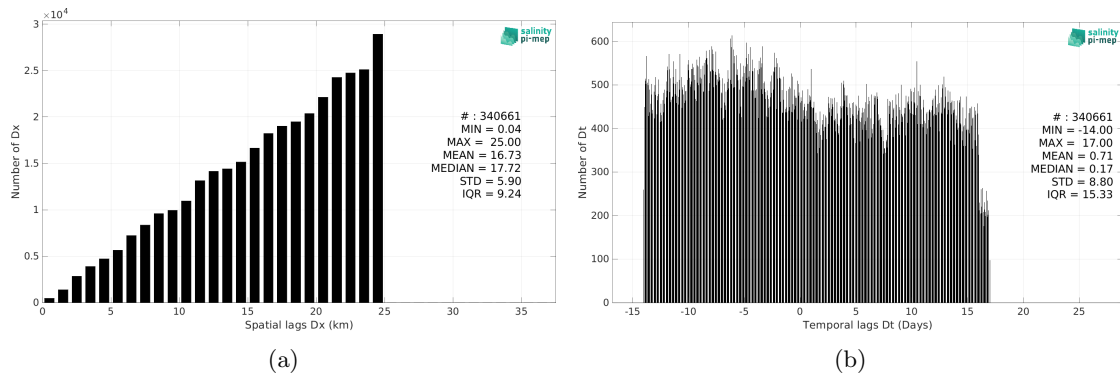 ×10⁴
3
2.5
2
1.5
1
0.5
0
Number of Dx
0 5 10 15 20 25 30 35
Spatial lags Dx (km)
salinity
pi-mep
# : 340661
MIN = 0.04
MAX = 25.00
MEAN = 16.73
MEDIAN = 17.72
STD = 5.90
IQR = 9.24
(a)
600
500
400
300
200
100
0
Number of Dt
-15 -10 -5 0 5 10 15 20 25
Temporal lags Dt (Days)
salinity
pi-mep
# : 340661
MIN = -14.00
MAX = 17.00
MEAN = 0.71
MEDIAN = 0.17
STD = 8.80
IQR = 15.33
(b)